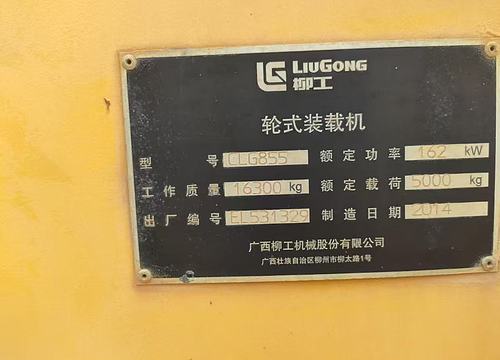 LIUGONG
柳工
轮式装载机
型号 CLG855 额定功率 162 kW
工作质量 16300 kg 额定载荷 5000 kg
出厂编号 EL531329 制造日期 2014
广西柳工机械股份有限公司
广西壮族自治区柳州市柳太路1号